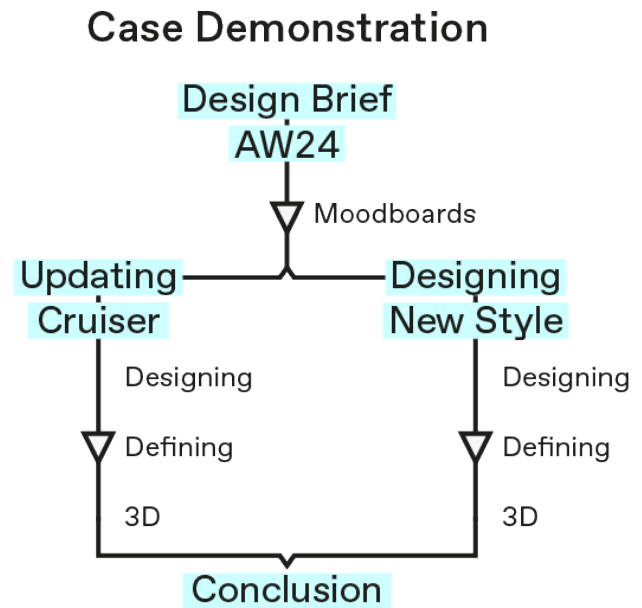 Case Demonstration
Design Brief
AW24
Moodboards
Updating
Cruiser
Designing
New Style
Designing
Defining
3D
Designing
Defining
3D
Conclusion